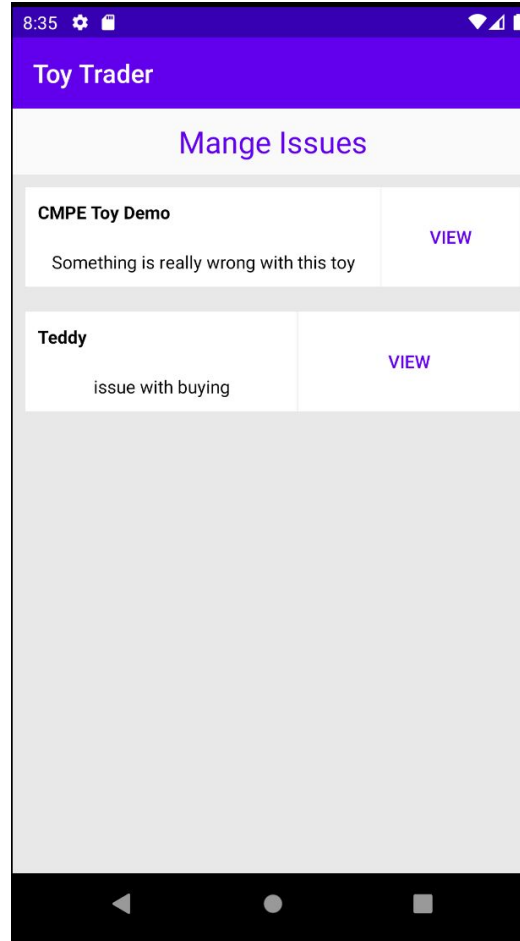 8:35
Toy Trader
Mange Issues
CMPE Toy Demo
Something is really wrong with this toy
VIEW
Teddy
issue with buying
VIEW